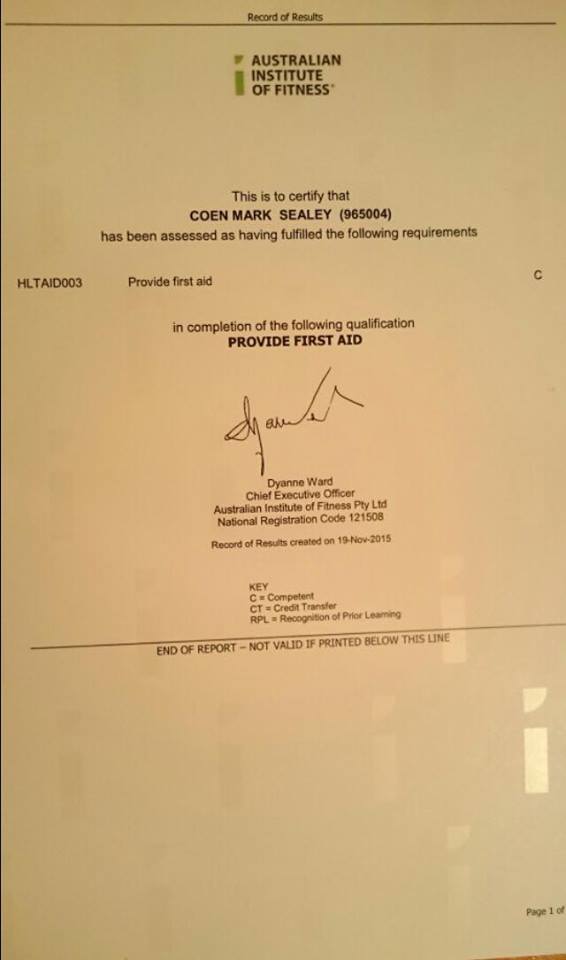 Record of Results
AUSTRALIAN
INSTITUTE
OF FITNESS
This is to certify that
COEN MARK SEALEY (965004)
has been assessed as having fulfilled the following requirements
HLTAID003 Provide first aid C
in completion of the following qualification
PROVIDE FIRST AID
Dyanne Ward
Chief Executive Officer
Australian Institute of Fitness Pty Ltd
National Registration Code 121508
Record of Results created on 19-Nov-2015
KEY
C = Competent
CT = Credit Transfer
RPL = Recognition of Prior Learning
END OF REPORT – NOT VALID IF PRINTED BELOW THIS LINE
Page 1 of